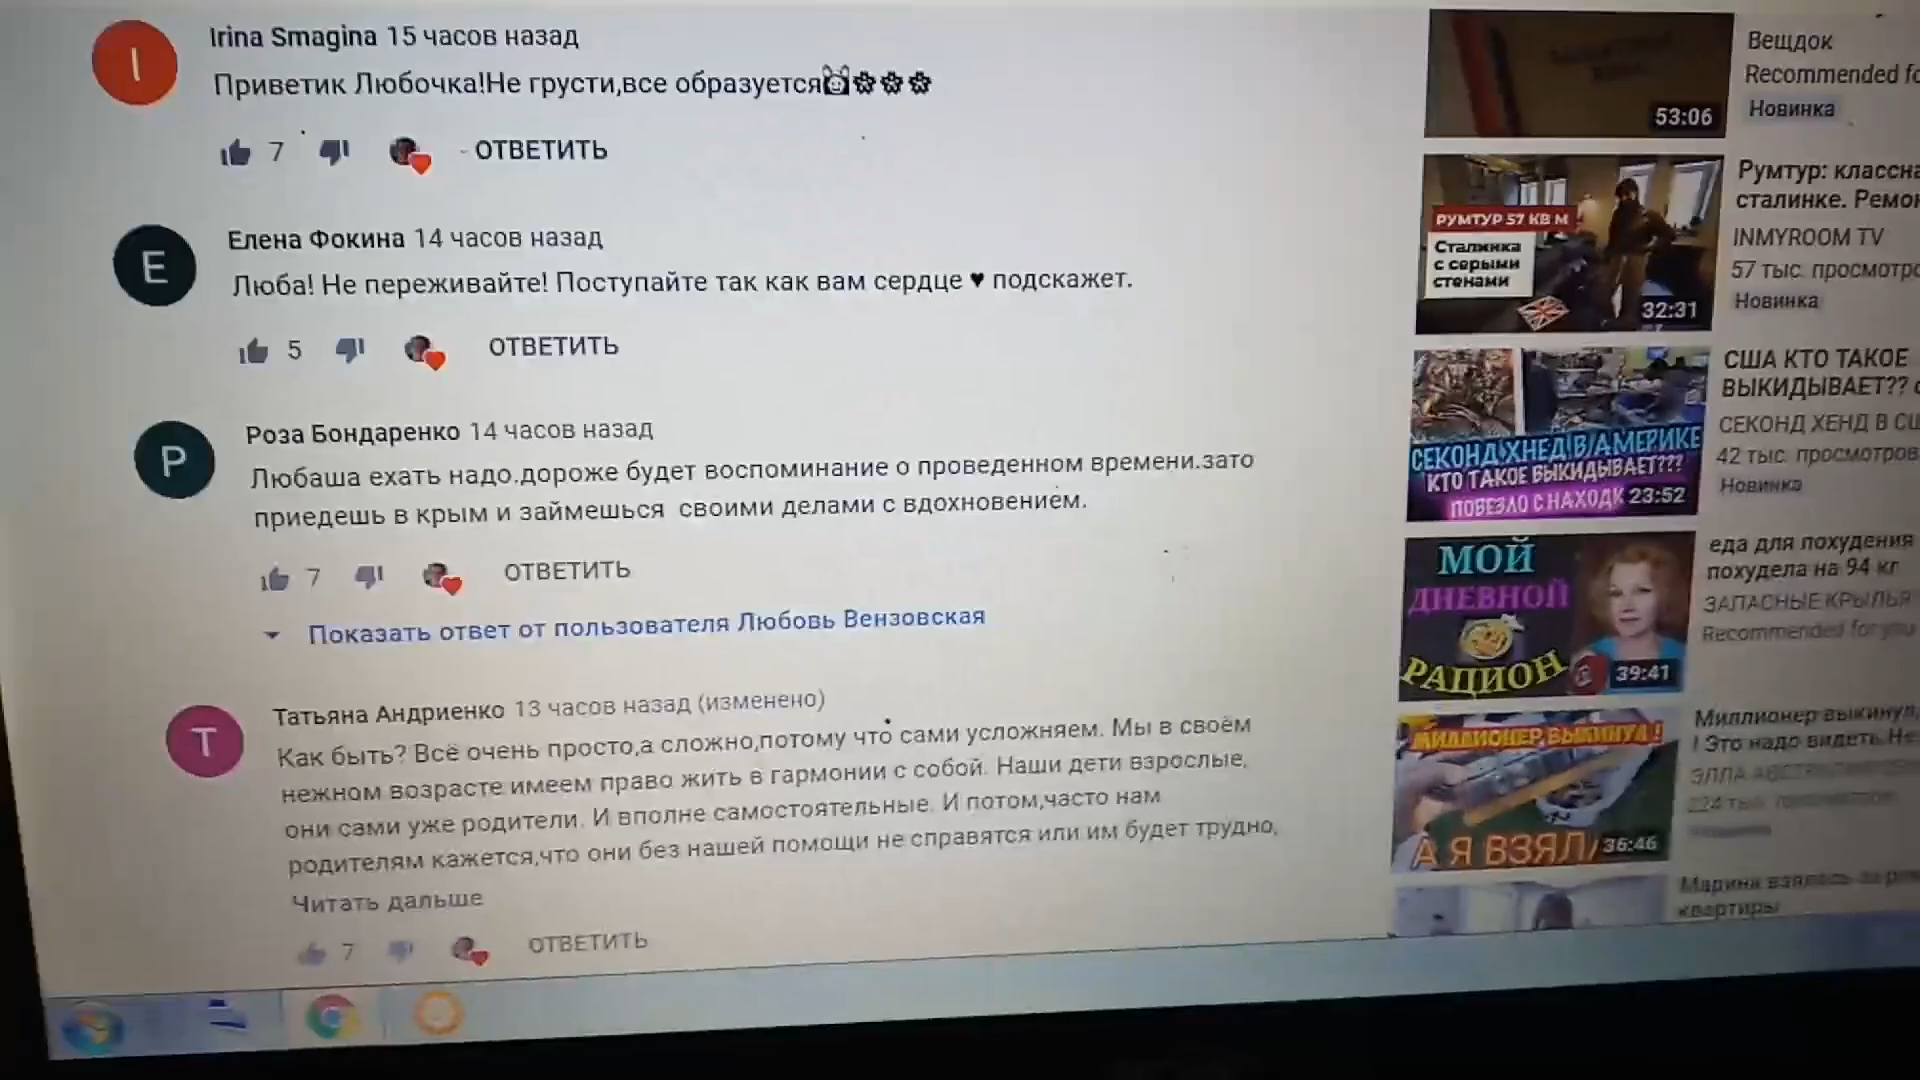 Irina Smagina 15 часов назад
Приветик Любочка!Не грусти,все образуется
7
ОТВЕТИТЬ
Е
Елена Фокина 14 часов назад
Люба! Не переживайте! Поступайте так как вам сердце ♥ подскажет.
5
ОТВЕТИТЬ
Р
Роза Бондаренко 14 часов назад
Любаша ехать надо.дороже будет воспоминание о проведенном времени.зато
приедешь в крым и займешься своими делами с вдохновением.
7
ОТВЕТИТЬ
Показать ответ от пользователя Любовь Вензовская
Т
Татьяна Андриенко 13 часов назад (изменено)
Как быть? Всё очень просто,а сложно,потому что сами усложняем. Мы в своём
нежном возрасте имеем право жить в гармонии с собой. Наши дети взрослые,
они сами уже родители. И вполне самостоятельные. И потом,часто нам
родителям кажется,что они без нашей помощи не справятся или им будет трудно,
Читать дальше
7
ОТВЕТИТЬ
53:06
Вещдок
Recommended fo
Новинка
РУМТУР 57 КВ М
Сталинка
с серыми
стенами
32:31
Румтур: классна
сталинке. Ремон
INMYROOM TV
57 тыс. просмотро
Новинка
СЕКОНД ХНЕД В АМЕРИКЕ
КТО ТАКОЕ ВЫКИДЫВАЕТ???
ПОВЕЗЛО С НАХОДК 23:52
США КТО ТАКОЕ
ВЫКИДЫВАЕТ??
СЕКОНД ХЕНД В СШ
42 тыс. просмотров
Новинка
МОЙ
ДНЕВНОЙ
РАЦИОН
39:41
еда для похудения
похудела на 94 кг
ЗАПАСНЫЕ КРЫЛЬЯ
Recommended for you
МИЛЛИОНЕР ВЫКИНУЛ !
А Я ВЗЯЛ
36:46
Миллионер выкинул,
! Это надо видеть.Не
224 тыс. просмотров
Марина взялась за рем
квартиры